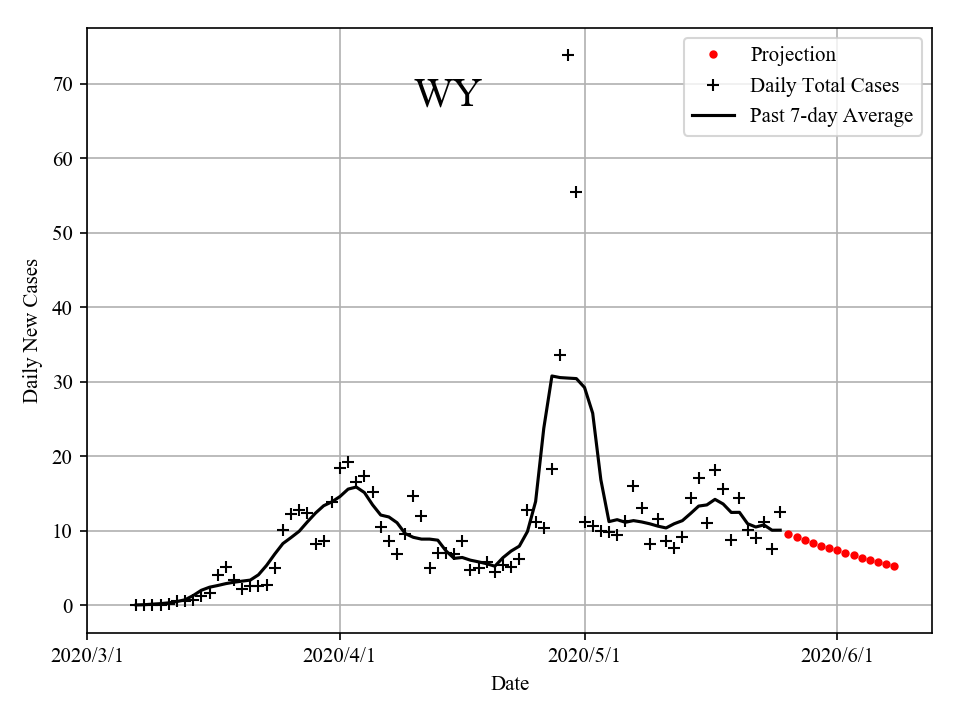 WY
Projection
Daily Total Cases
Past 7-day Average
Daily New Cases
70
60
50
40
30
20
10
0
2020/3/1
2020/4/1
2020/5/1
2020/6/1
Date